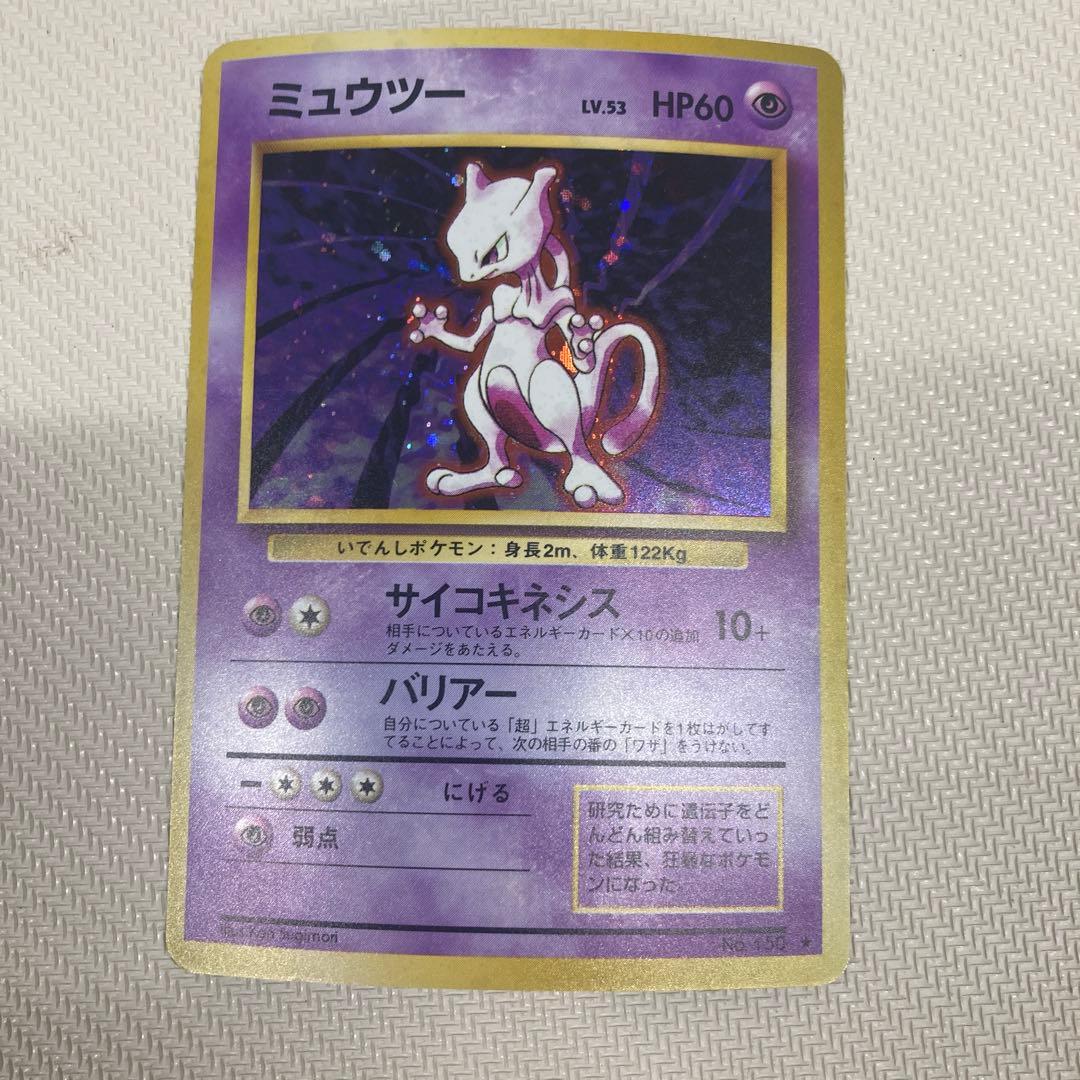 ミュウツー LV.53 HP60
いでんしポケモン：身長2m、体重122Kg
サイコキネシス 10+
相手についているエネルギーカード×10の追加
ダメージをあたえる。
バリアー
自分についている「超」エネルギーカードを1枚はがしてす
てることによって、次の相手の番の「ワザ」をうけない。
− にげる
弱点
研究ために遺伝子をど
んどん組み替えていっ
た結果、狂暴なポケモ
ンになった。
Ken Sugimori No. 150 ★